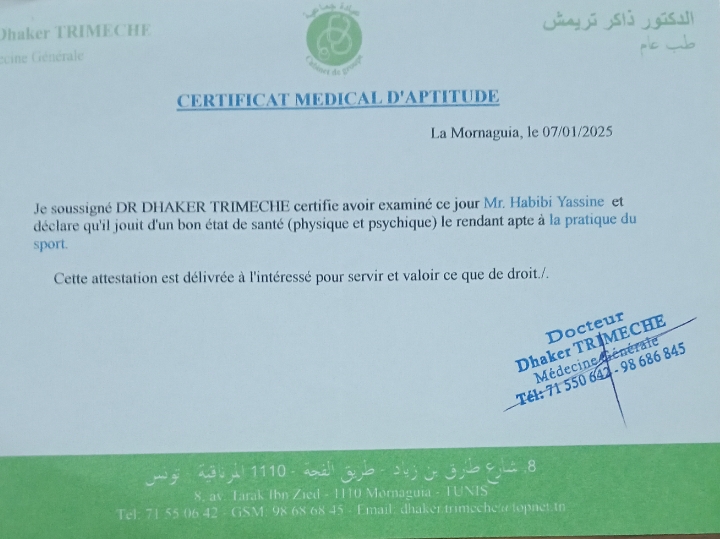 Dhaker TRIMECHE
ecine Générale
عيادة جماعية
Cabinet de groupe
الدكتور ذاكر تريمش
طب عام
CERTIFICAT MEDICAL D'APTITUDE
La Mornaguia, le 07/01/2025
Je soussigné DR DHAKER TRIMECHE certifie avoir examiné ce jour Mr. Habibi Yassine et
déclare qu'il jouit d'un bon état de santé (physique et psychique) le rendant apte à la pratique du
sport.
Cette attestation est délivrée à l'intéressé pour servir et valoir ce que de droit./.
Docteur
Dhaker TRIMECHE
Médecine Générale
Tél: 71 550 642 - 98 686 845
8. شارع طارق بن زياد - طريق الفجة - 1110 المرناقية - تونس
8, av. Tarak Ibn Zied - 1110 Mornaguia - TUNIS
Tel: 71 55 06 42 - GSM: 98 68 68 45 - Email: dhaker.trimeche@topnet.tn